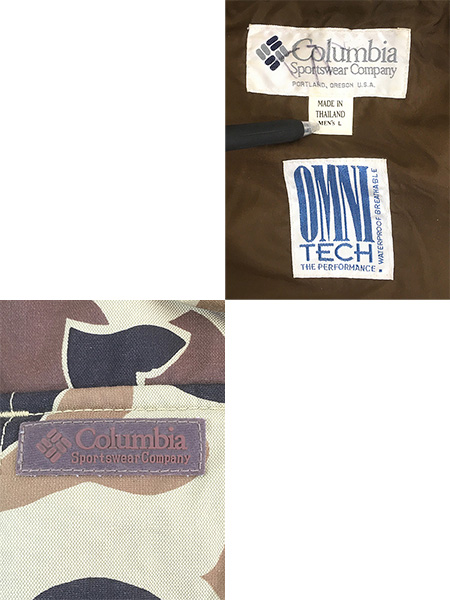 Columbia
Sportswear Company
PORTLAND, OREGON U.S.A.
MADE IN
THAILAND
MEN'S L
OMNI
TECH
THE PERFORMANCE.
WATERPROOF BREATHABLE
Columbia
Sportswear Company